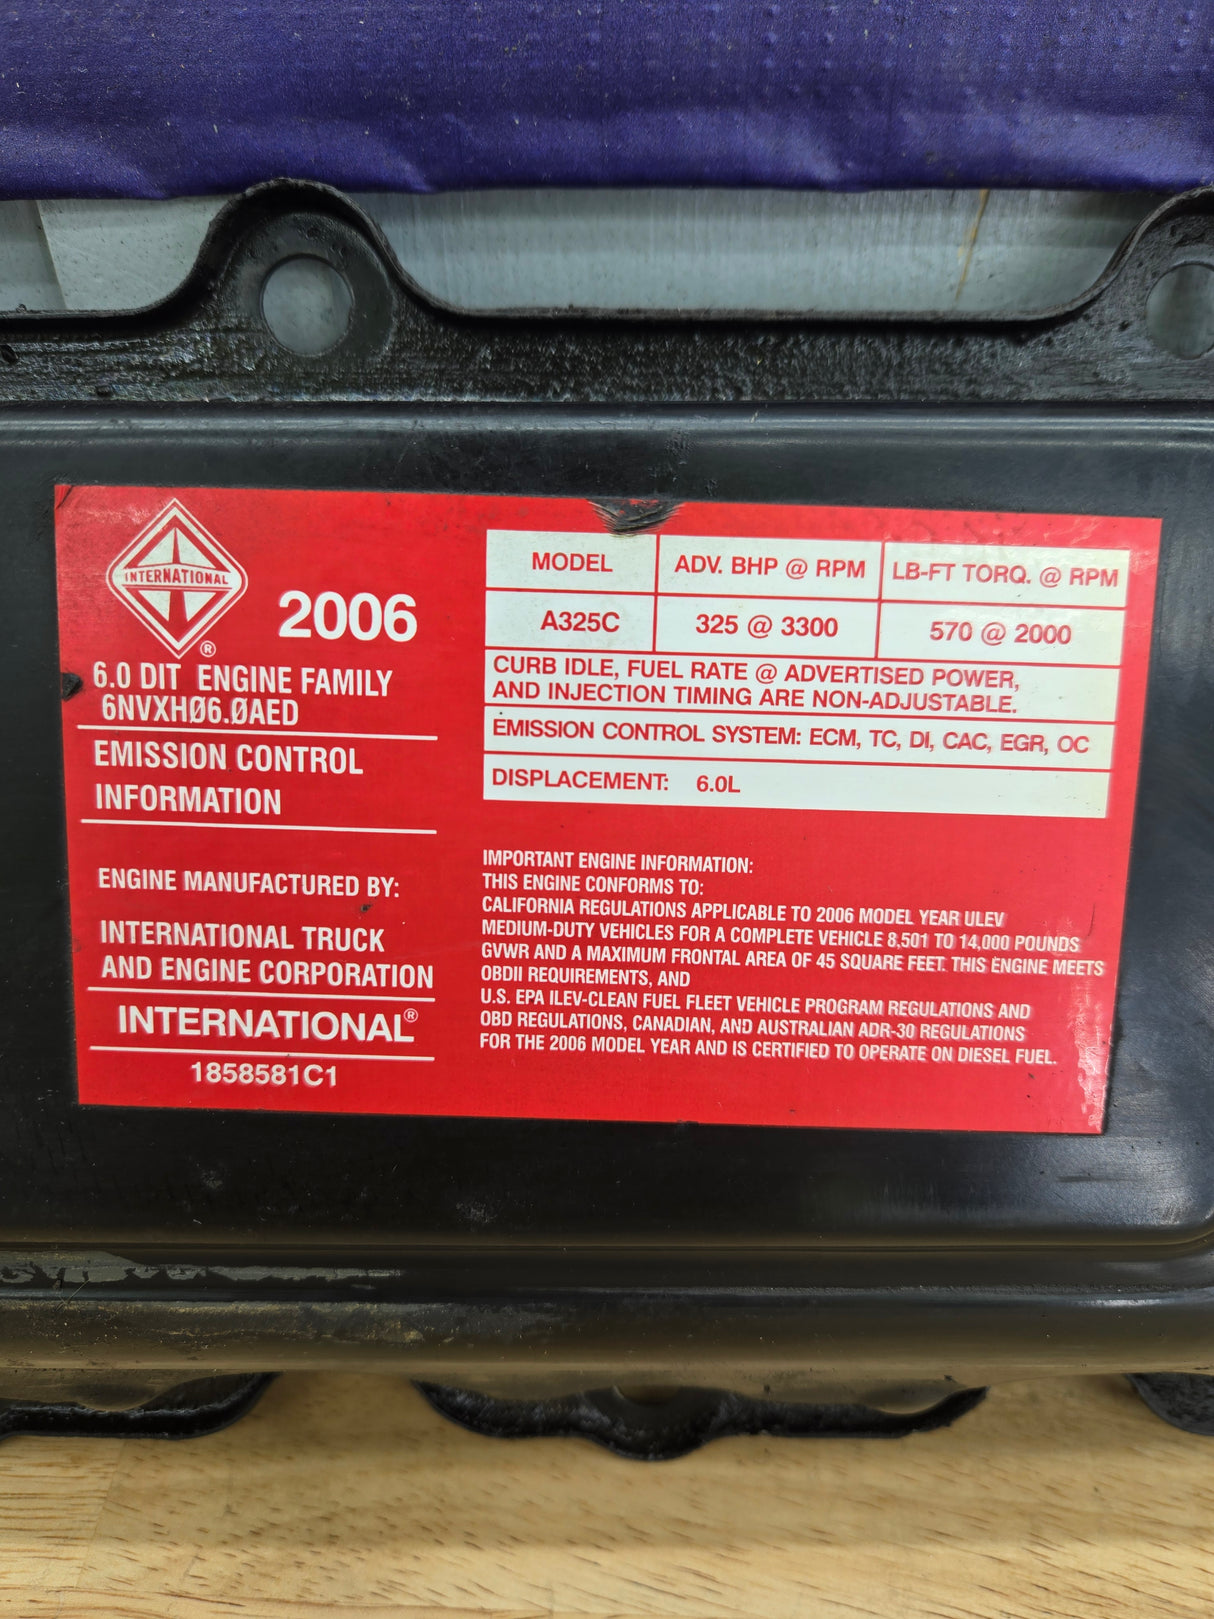 INTERNATIONAL
®
2006
6.0 DIT ENGINE FAMILY
6NVXHØ6.ØAED
EMISSION CONTROL
INFORMATION
ENGINE MANUFACTURED BY:
INTERNATIONAL TRUCK
AND ENGINE CORPORATION
INTERNATIONAL®
1858581C1
MODEL ADV. BHP @ RPM LB-FT TORQ. @ RPM
A325C 325 @ 3300 570 @ 2000
CURB IDLE, FUEL RATE @ ADVERTISED POWER,
AND INJECTION TIMING ARE NON-ADJUSTABLE.
EMISSION CONTROL SYSTEM: ECM, TC, DI, CAC, EGR, OC
DISPLACEMENT: 6.0L
IMPORTANT ENGINE INFORMATION:
THIS ENGINE CONFORMS TO:
CALIFORNIA REGULATIONS APPLICABLE TO 2006 MODEL YEAR ULEV
MEDIUM-DUTY VEHICLES FOR A COMPLETE VEHICLE 8,501 TO 14,000 POUNDS
GVWR AND A MAXIMUM FRONTAL AREA OF 45 SQUARE FEET. THIS ENGINE MEETS
OBDII REQUIREMENTS, AND
U.S. EPA ILEV-CLEAN FUEL FLEET VEHICLE PROGRAM REGULATIONS AND
OBD REGULATIONS, CANADIAN, AND AUSTRALIAN ADR-30 REGULATIONS
FOR THE 2006 MODEL YEAR AND IS CERTIFIED TO OPERATE ON DIESEL FUEL.